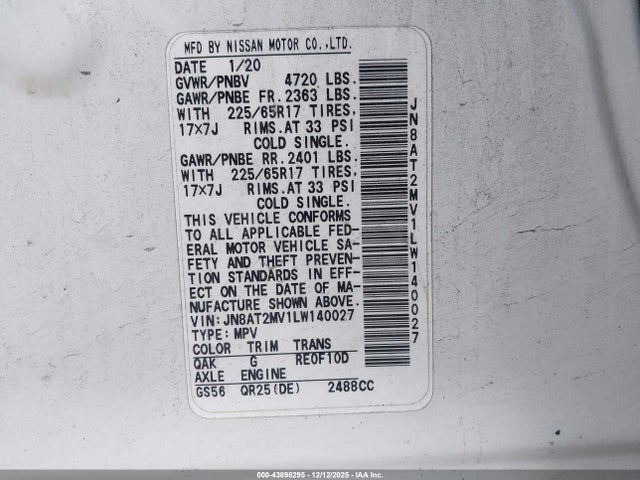 MFD BY NISSAN MOTOR CO.,LTD.
DATE 1/20
GVWR/PNBV 4720 LBS.
GAWR/PNBE FR. 2363 LBS.
WITH 225/65R17 TIRES,
17×7J RIMS. AT 33 PSI
COLD SINGLE.
GAWR/PNBE RR. 2401 LBS.
WITH 225/65R17 TIRES,
17×7J RIMS. AT 33 PSI
COLD SINGLE.
THIS VEHICLE CONFORMS
TO ALL APPLICABLE FED-
ERAL MOTOR VEHICLE SA-
FETY AND THEFT PREVEN-
TION STANDARDS IN EFF-
ECT ON THE DATE OF MA-
NUFACTURE SHOWN ABOVE.
VIN: JN8AT2MV1LW140027
TYPE: MPV
COLOR TRIM TRANS
QAK G RE0F10D
AXLE ENGINE
GS56 QR25(DE) 2488CC
JN8AT2MV1LW140027
000-43898295 - 12/12/2025 - IAA Inc.